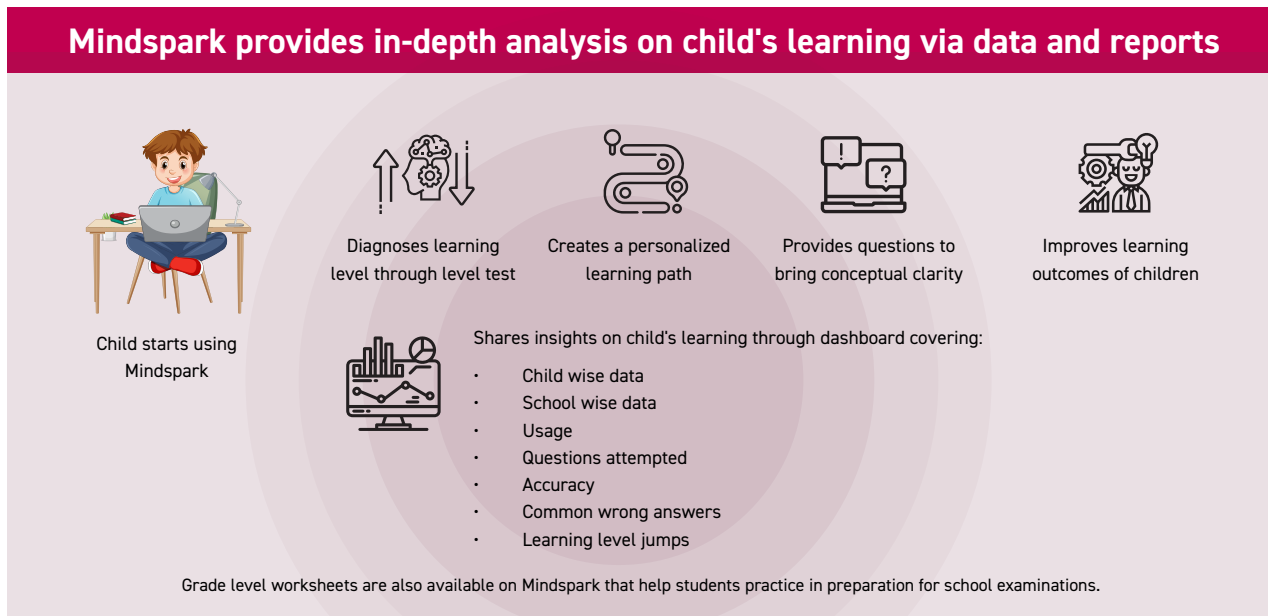 Mindspark provides in-depth analysis on child's learning via data and reports
Child starts using
Mindspark
Diagnoses learning
level through level test
Creates a personalized
learning path
Provides questions to
bring conceptual clarity
Improves learning
outcomes of children
Shares insights on child's learning through dashboard covering:
• Child wise data
• School wise data
• Usage
• Questions attempted
• Accuracy
• Common wrong answers
• Learning level jumps
Grade level worksheets are also available on Mindspark that help students practice in preparation for school examinations.